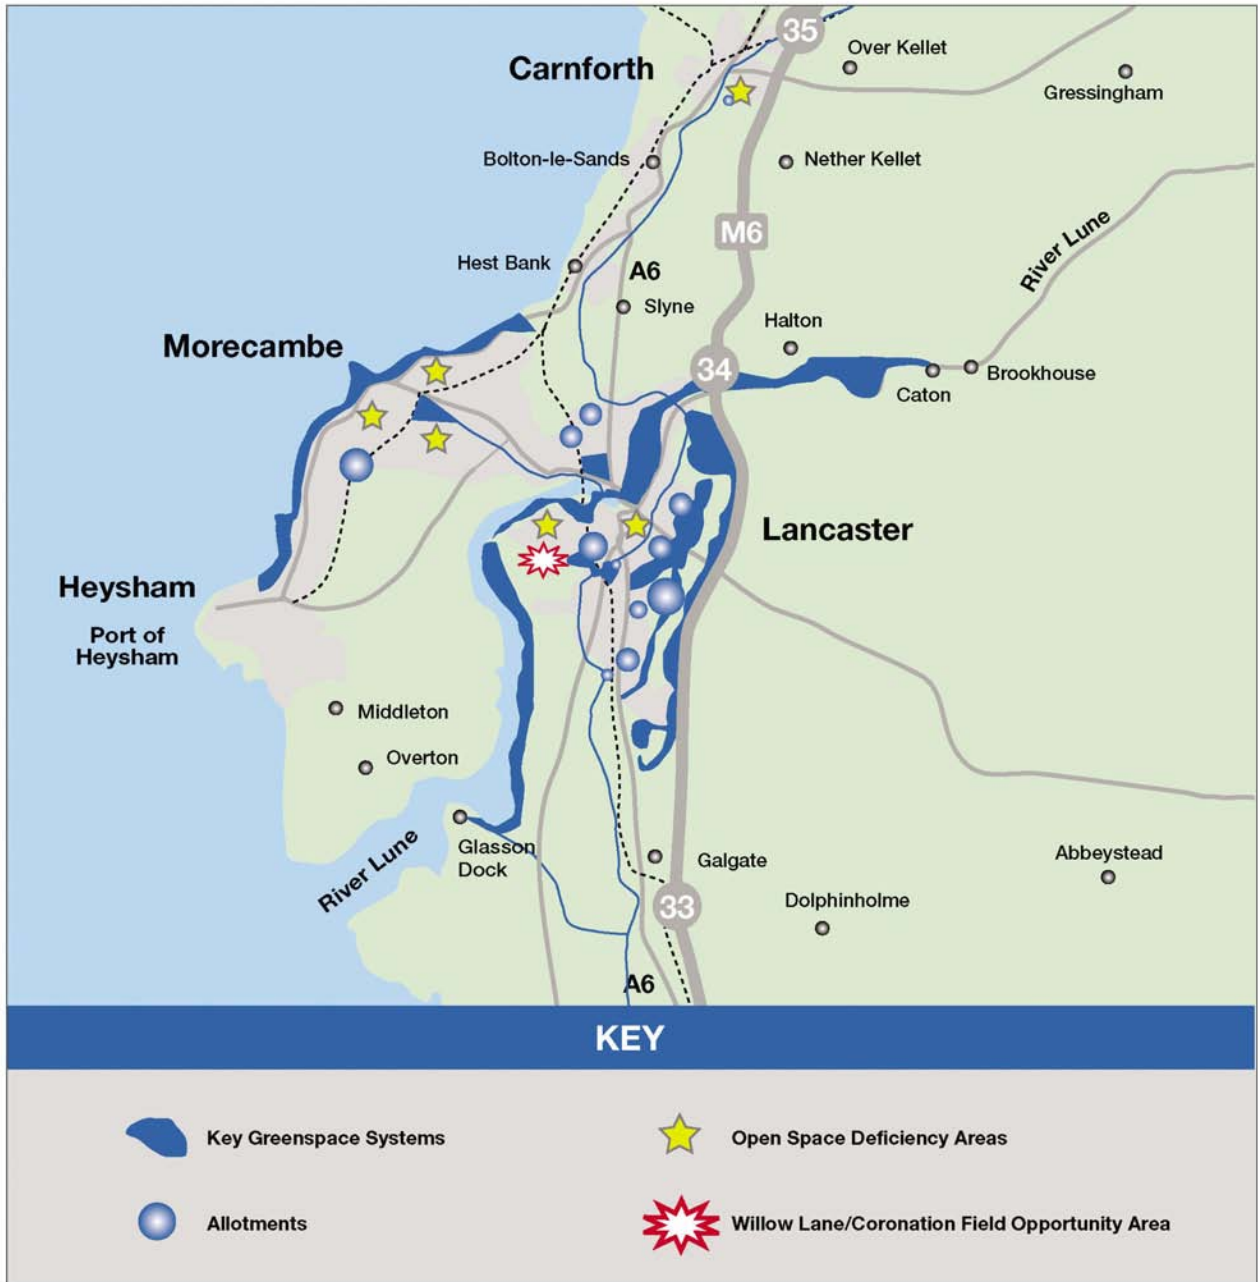 35
Over Kellet
Carnforth
Gressingham
Bolton-le-Sands
Nether Kellet
M6
River Lune
Hest Bank
A6
Slyne
Halton
Morecambe
34
Brookhouse
Caton
Lancaster
Heysham
Port of
Heysham
Middleton
Overton
Glasson
Dock
River Lune
Galgate
Abbeystead
33
Dolphinholme
A6
KEY
Key Greenspace Systems
Open Space Deficiency Areas
Allotments
Willow Lane/Coronation Field Opportunity Area